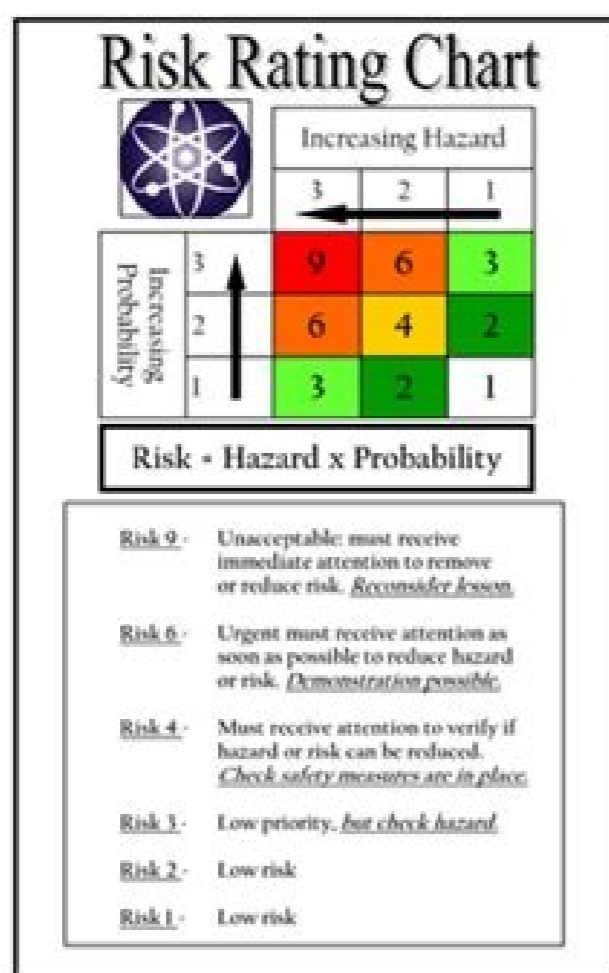 Risk Rating Chart
Increasing Hazard
3 2 1
Increasing
Probability
3 9 6 3
2 6 4 2
1 3 2 1
Risk = Hazard x Probability
Risk 9 - Unacceptable: must receive
immediate attention to remove
or reduce risk. Reconsider lesson.
Risk 6 - Urgent must receive attention as
soon as possible to reduce hazard
or risk. Demonstration possible.
Risk 4 - Must receive attention to verify if
hazard or risk can be reduced.
Check safety measures are in place.
Risk 3 - Low priority, but check hazard.
Risk 2 - Low risk
Risk 1 - Low risk